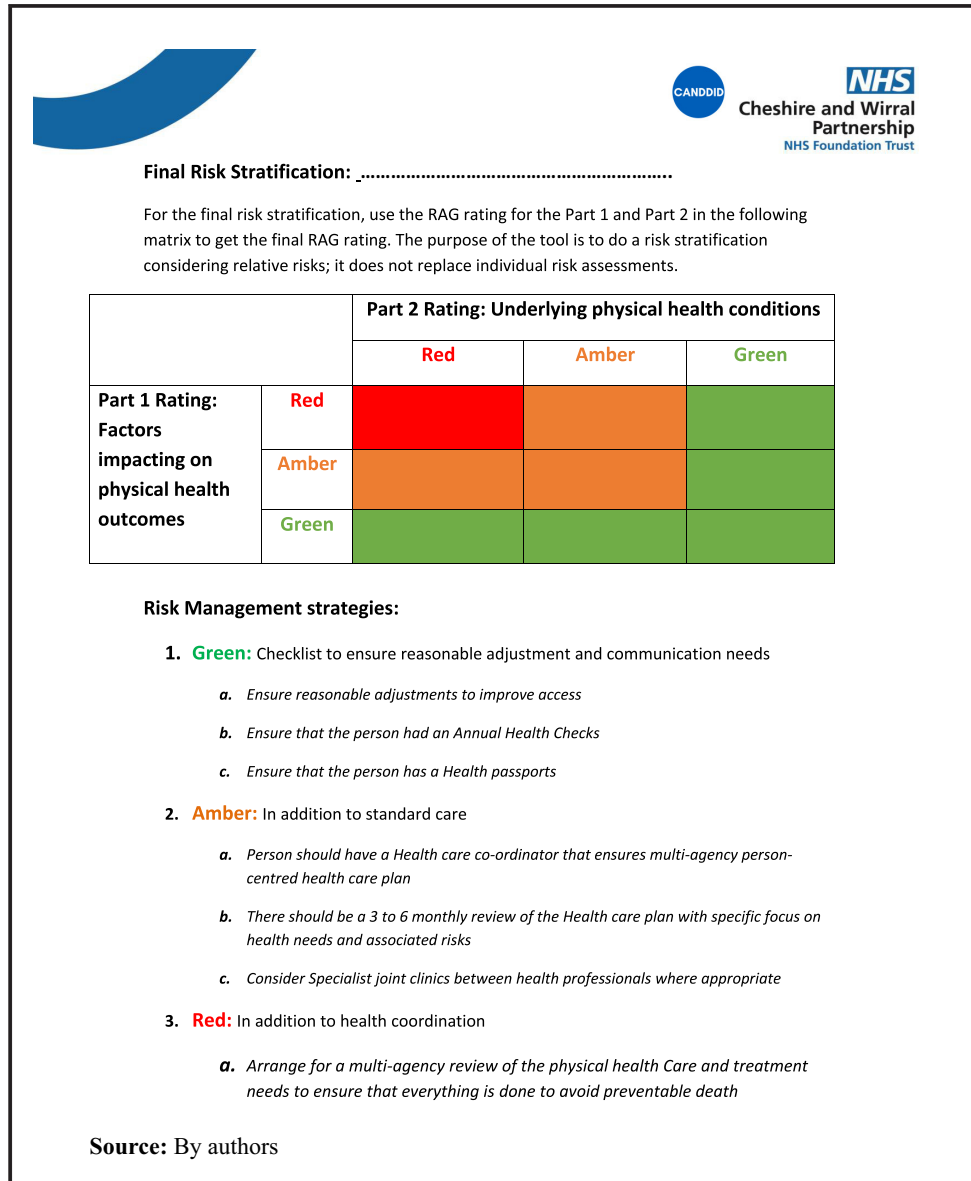 CANDDID
NHS
Cheshire and Wirral
Partnership
NHS Foundation Trust
Final Risk Stratification: ……………………………………………………..
For the final risk stratification, use the RAG rating for the Part 1 and Part 2 in the following
matrix to get the final RAG rating. The purpose of the tool is to do a risk stratification
considering relative risks; it does not replace individual risk assessments.
Part 2 Rating: Underlying physical health conditions
Red Amber Green
Part 1 Rating:
Factors
impacting on
physical health
outcomes
Red
Amber
Green
Risk Management strategies:
1. Green: Checklist to ensure reasonable adjustment and communication needs
a. Ensure reasonable adjustments to improve access
b. Ensure that the person had an Annual Health Checks
c. Ensure that the person has a Health passports
2. Amber: In addition to standard care
a. Person should have a Health care co-ordinator that ensures multi-agency person-
centred health care plan
b. There should be a 3 to 6 monthly review of the Health care plan with specific focus on
health needs and associated risks
c. Consider Specialist joint clinics between health professionals where appropriate
3. Red: In addition to health coordination
a. Arrange for a multi-agency review of the physical health Care and treatment
needs to ensure that everything is done to avoid preventable death
Source: By authors